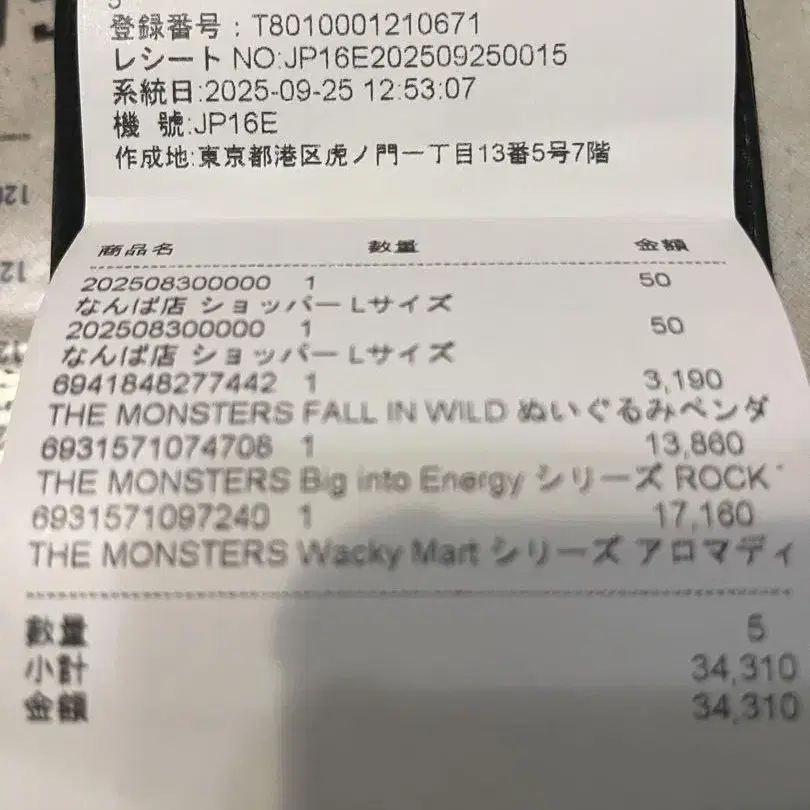 登録番号：T8010001210671
レシート NO:JP16E202509250015
系統日:2025-09-25 12:53:07
機 號:JP16E
作成地:東京都港区虎ノ門一丁目13番5号7階
商品名 數量 金額
202508300000 1 50
なんば店 ショッパー Lサイズ
202508300000 1 50
なんば店 ショッパー Lサイズ
6941848277442 1 3,190
THE MONSTERS FALL IN WILD ぬいぐるみペンダ
6931571074706 1 13,860
THE MONSTERS Big into Energy シリーズ ROCK
6931571097240 1 17,160
THE MONSTERS Wacky Mart シリーズ アロマディ
數量 5
小計 34,310
金額 34,310